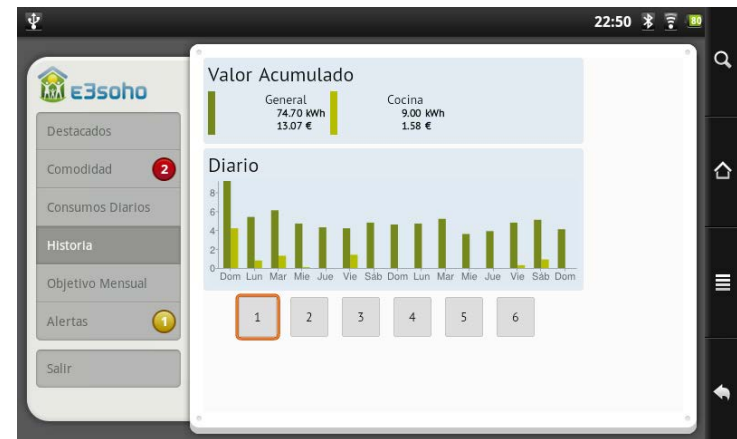 22:50
80
e3soho
Destacados
Comodidad 2
Consumos Diarios
Historia
Objetivo Mensual
Alertas 1
Salir
Valor Acumulado
General Cocina
74.70 kWh 9.00 kWh
13.07 € 1.58 €
Diario
8
6
4
2
0
Dom Lun Mar Mie Jue Vie Sáb Dom Lun Mar Mie Jue Vie Sáb Dom
1 2 3 4 5 6